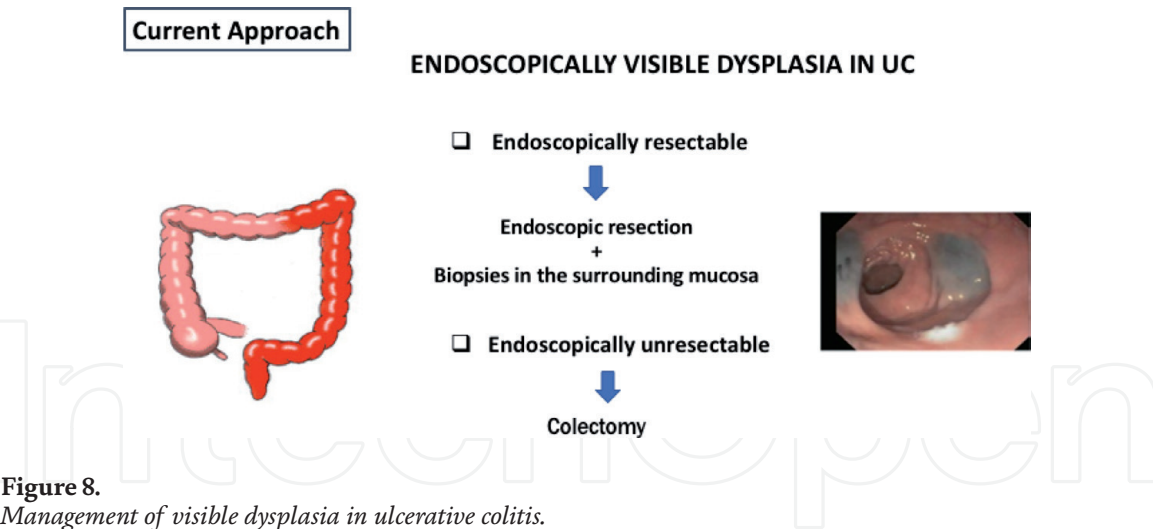 Current Approach
ENDOSCOPICALLY VISIBLE DYSPLASIA IN UC
❑ Endoscopically resectable
Endoscopic resection
+
Biopsies in the surrounding mucosa
❑ Endoscopically unresectable
Colectomy
IntechOpen
Figure 8.
Management of visible dysplasia in ulcerative colitis.